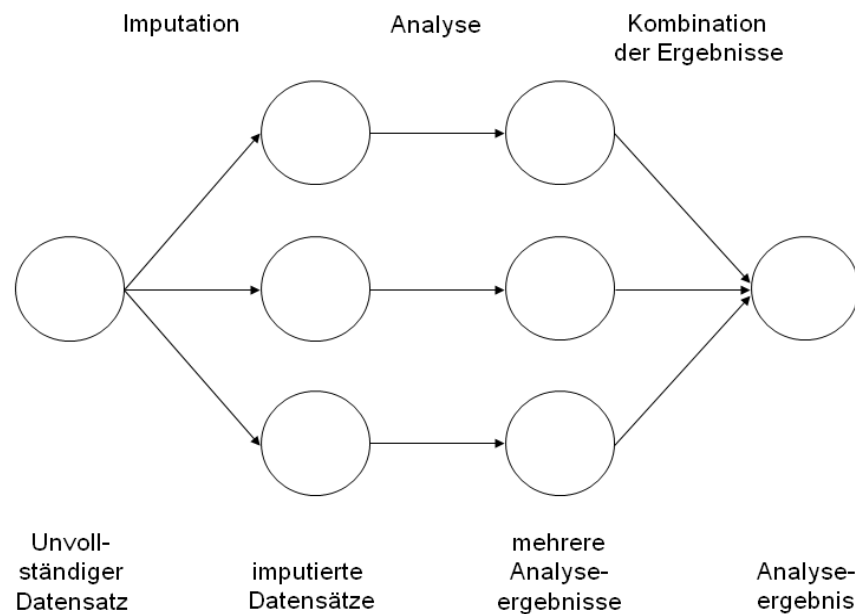 Imputation
Analyse
Kombination
der Ergebnisse
Unvoll-
ständiger
Datensatz
imputierte
Datensätze
mehrere
Analyse-
ergebnisse
Analyse-
ergebnis